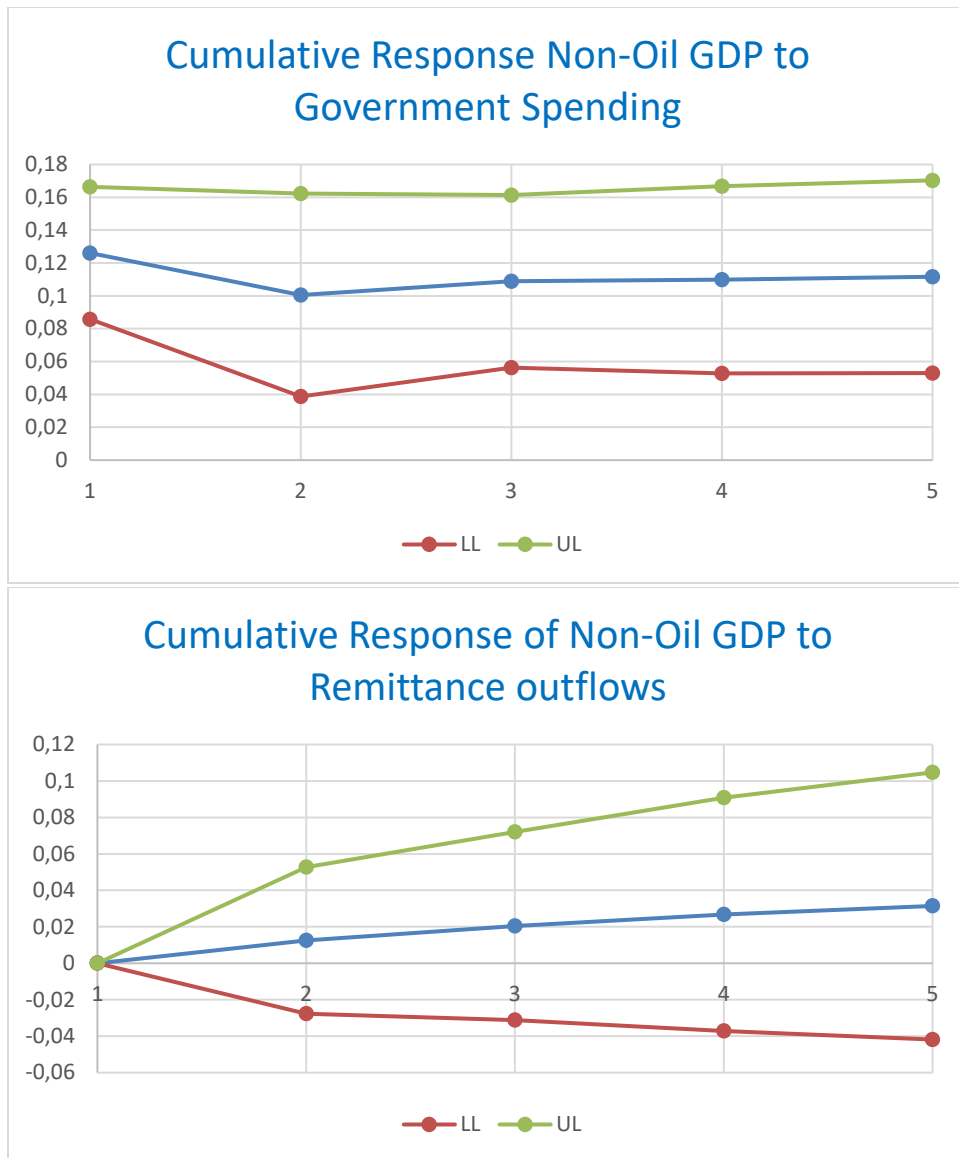 Cumulative Response Non-Oil GDP to
Government Spending
0,18
0,16
0,14
0,12
0,1
0,08
0,06
0,04
0,02
0
1 2 3 4 5
LL UL
Cumulative Response of Non-Oil GDP to
Remittance outflows
0,12
0,1
0,08
0,06
0,04
0,02
0
1 2 3 4 5
-0,02
-0,04
-0,06
LL UL